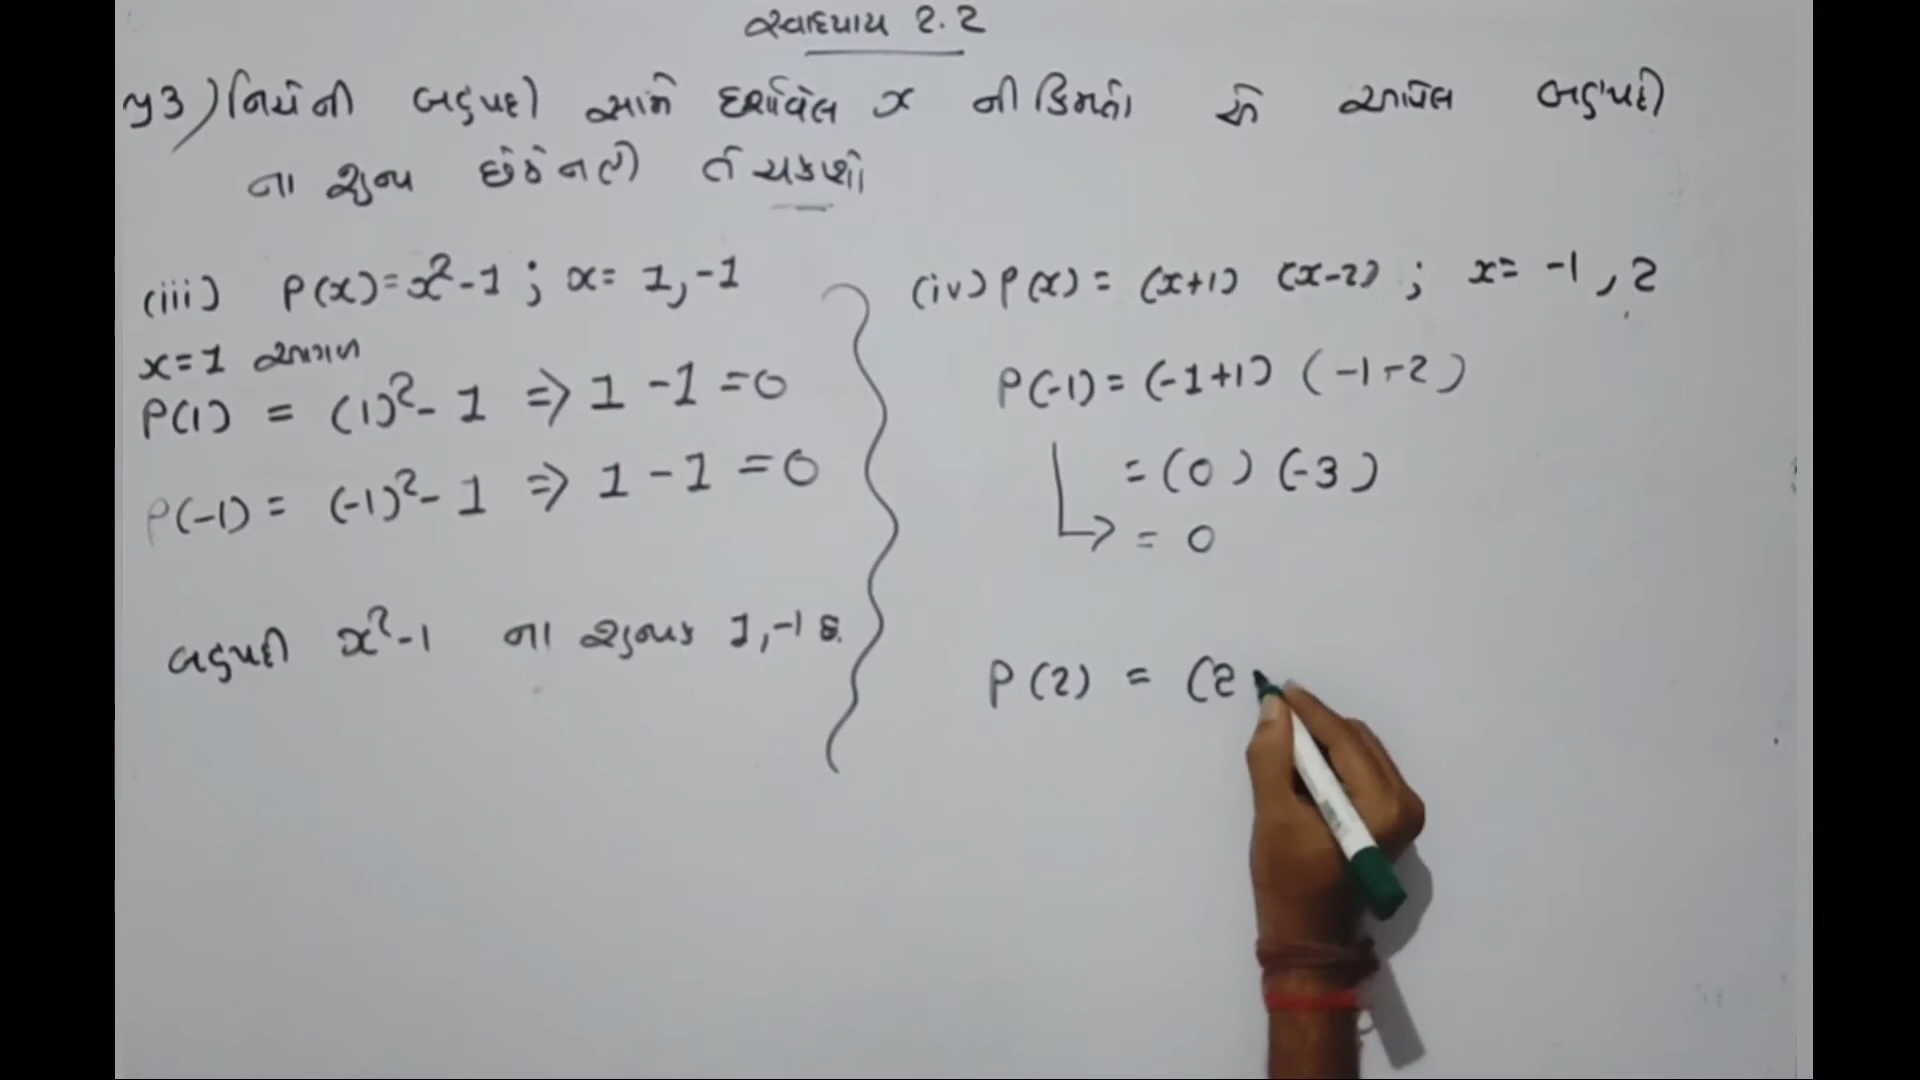 સ્વાધ્યાય 2.2
પ્ર3) નિચેની બહુપદી સામે દર્શાવેલ x ની કિંમતો એ આપેલ બહુપદી
ના શુન્ય છે કે નહી તે ચકાશો
(iii) P(x) = x² - 1 ; x = 1, -1
x = 1 આગળ
P(1) = (1)² - 1 ⇒ 1 - 1 = 0
P(-1) = (-1)² - 1 ⇒ 1 - 1 = 0
બહુપદી x² - 1 ના શુન્યો 1, -1 છે.
(iv) P(x) = (x+1) (x-2) ; x = -1, 2
P(-1) = (-1+1) (-1-2)
= (0) (-3)
= 0
P(2) = (2